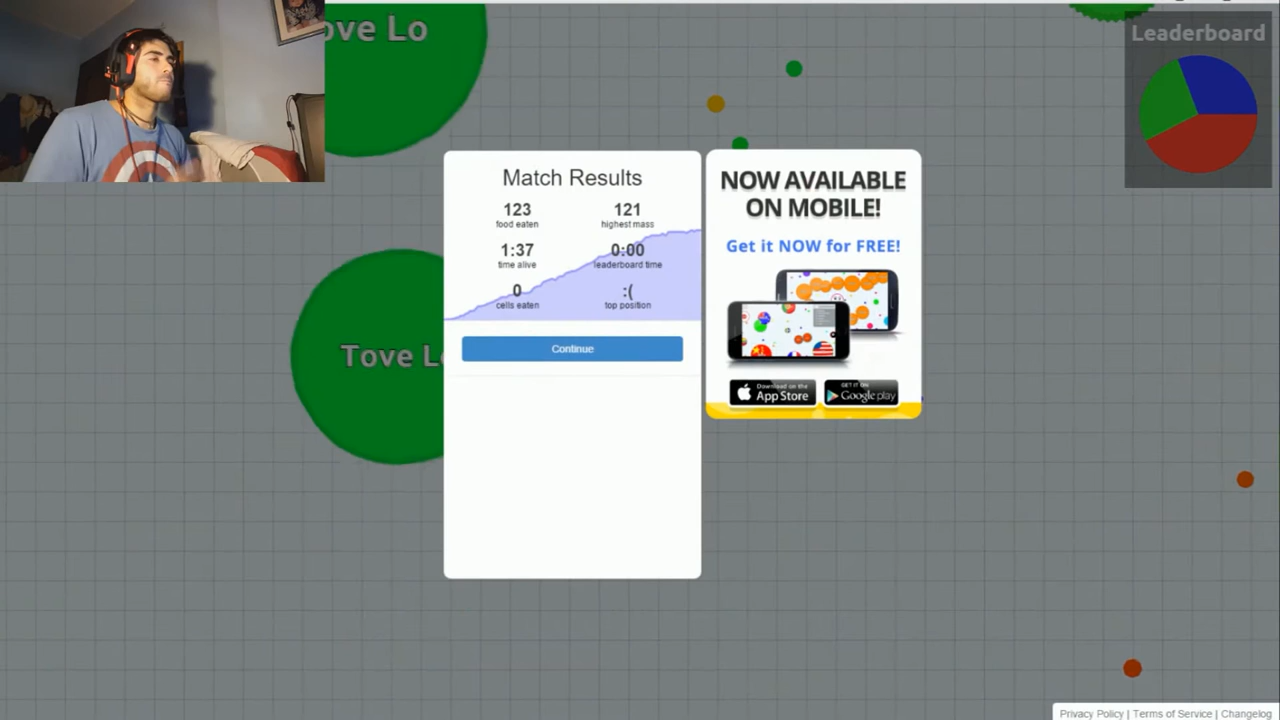 ove Lo
Leaderboard
Match Results
123
food eaten
121
highest mass
1:37
time alive
0:00
leaderboard time
0
cells eaten
:(
top position
Continue
NOW AVAILABLE
ON MOBILE!
Get it NOW for FREE!
Download on the
App Store
GET IT ON
Google play
Tove L
Privacy Policy | Terms of Service | Changelog